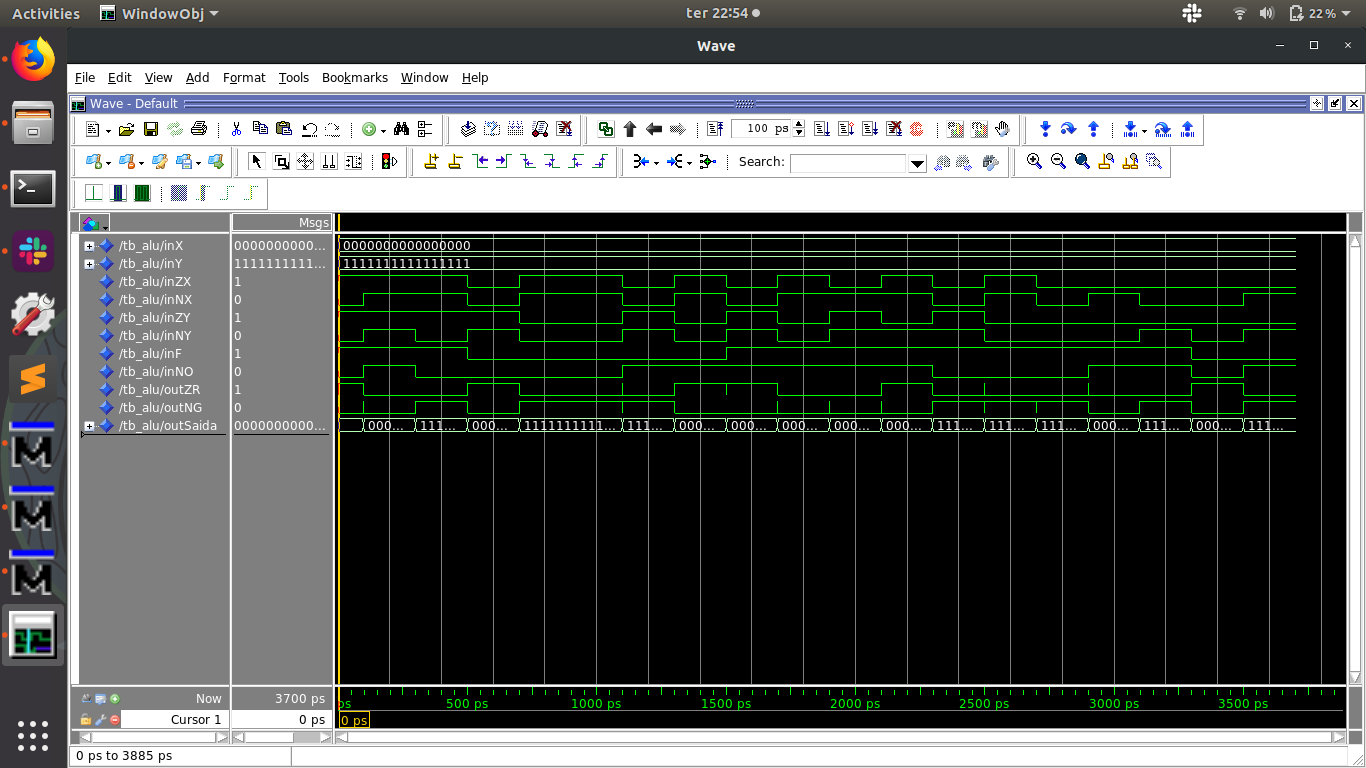 Activities WindowObj ter 22:54 22%
Wave
File Edit View Add Format Tools Bookmarks Window Help
Wave - Default
100 ps
Search:
Msgs
/tb_alu/inX 0000000000... 0000000000000000
/tb_alu/inY 1111111111... 1111111111111111
/tb_alu/inZX 1
/tb_alu/inNX 0
/tb_alu/inZY 1
/tb_alu/inNY 0
/tb_alu/inF 1
/tb_alu/inNO 0
/tb_alu/outZR 1
/tb_alu/outNG 0
/tb_alu/outSaida 0000000000... 000... 111... 000... 1111111111... 111... 000... 000... 000... 000... 000... 111... 111... 111... 000... 111... 000... 111...
Now 3700 ps ps 500 ps 1000 ps 1500 ps 2000 ps 2500 ps 3000 ps 3500 ps
Cursor 1 0 ps 0 ps
0 ps to 3885 ps